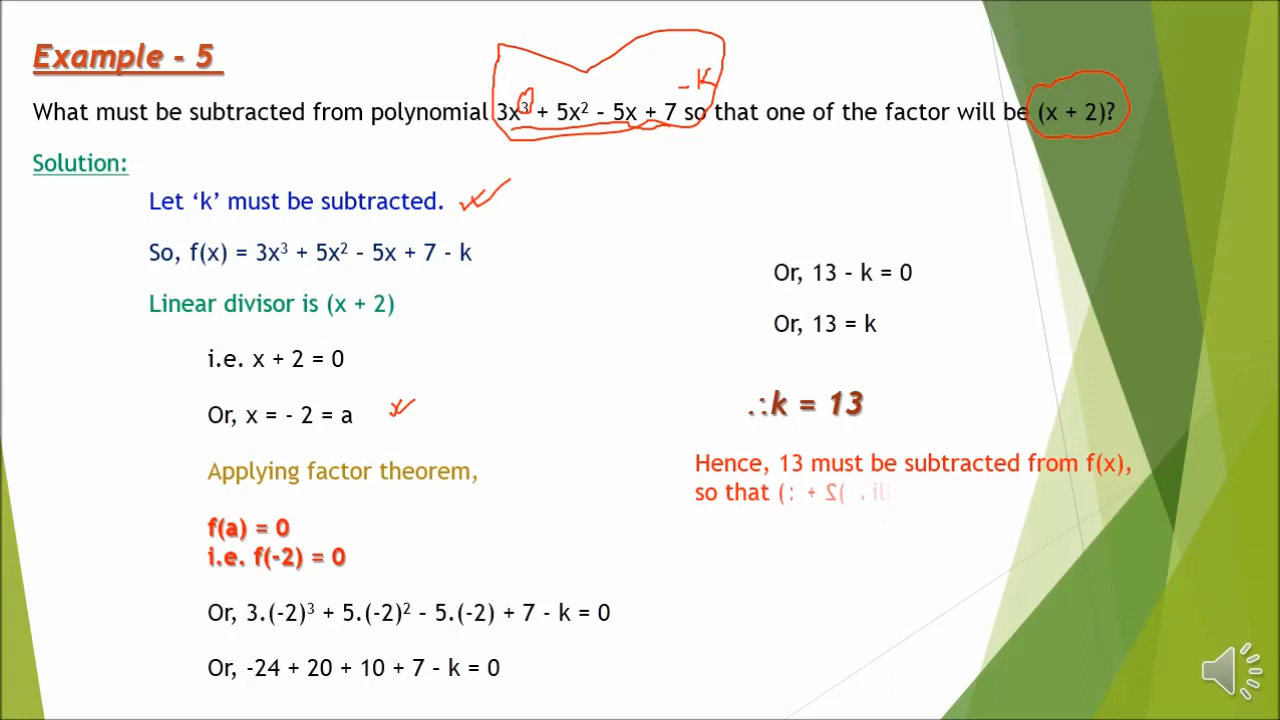 Example - 5
- k
What must be subtracted from polynomial 3x³ + 5x² - 5x + 7 so that one of the factor will be (x + 2)?
Solution:
Let ‘k’ must be subtracted.
So, f(x) = 3x³ + 5x² - 5x + 7 - k
Linear divisor is (x + 2)
i.e. x + 2 = 0
Or, x = - 2 = a
Applying factor theorem,
f(a) = 0
i.e. f(-2) = 0
Or, 3.(-2)³ + 5.(-2)² - 5.(-2) + 7 - k = 0
Or, -24 + 20 + 10 + 7 - k = 0
Or, 13 - k = 0
Or, 13 = k
∴k = 13
Hence, 13 must be subtracted from f(x),
so that